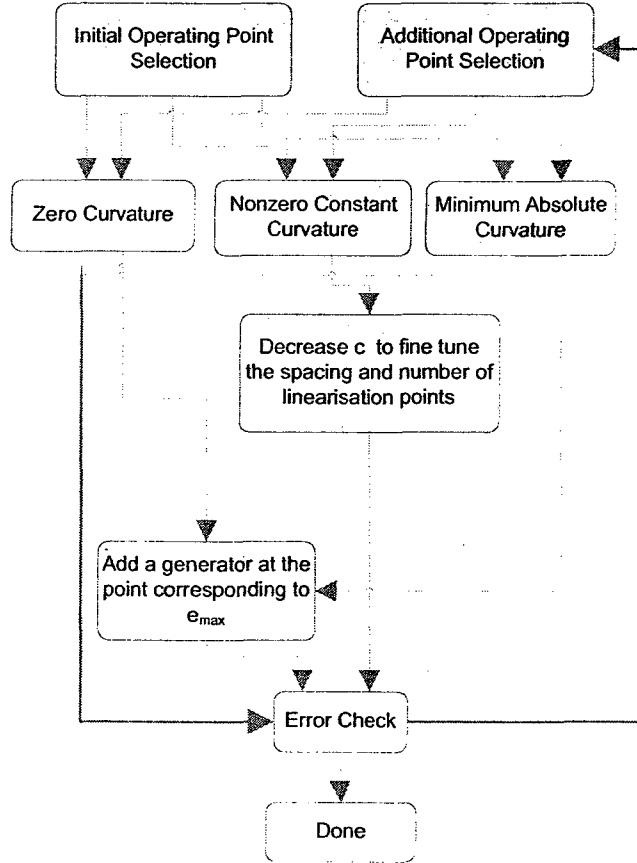 Initial Operating Point
Selection
Additional Operating
Point Selection
Zero Curvature
Nonzero Constant
Curvature
Minimum Absolute
Curvature
Decrease c to fine tune
the spacing and number of
linearisation points
Add a generator at the
point corresponding to
emax
Error Check
Done